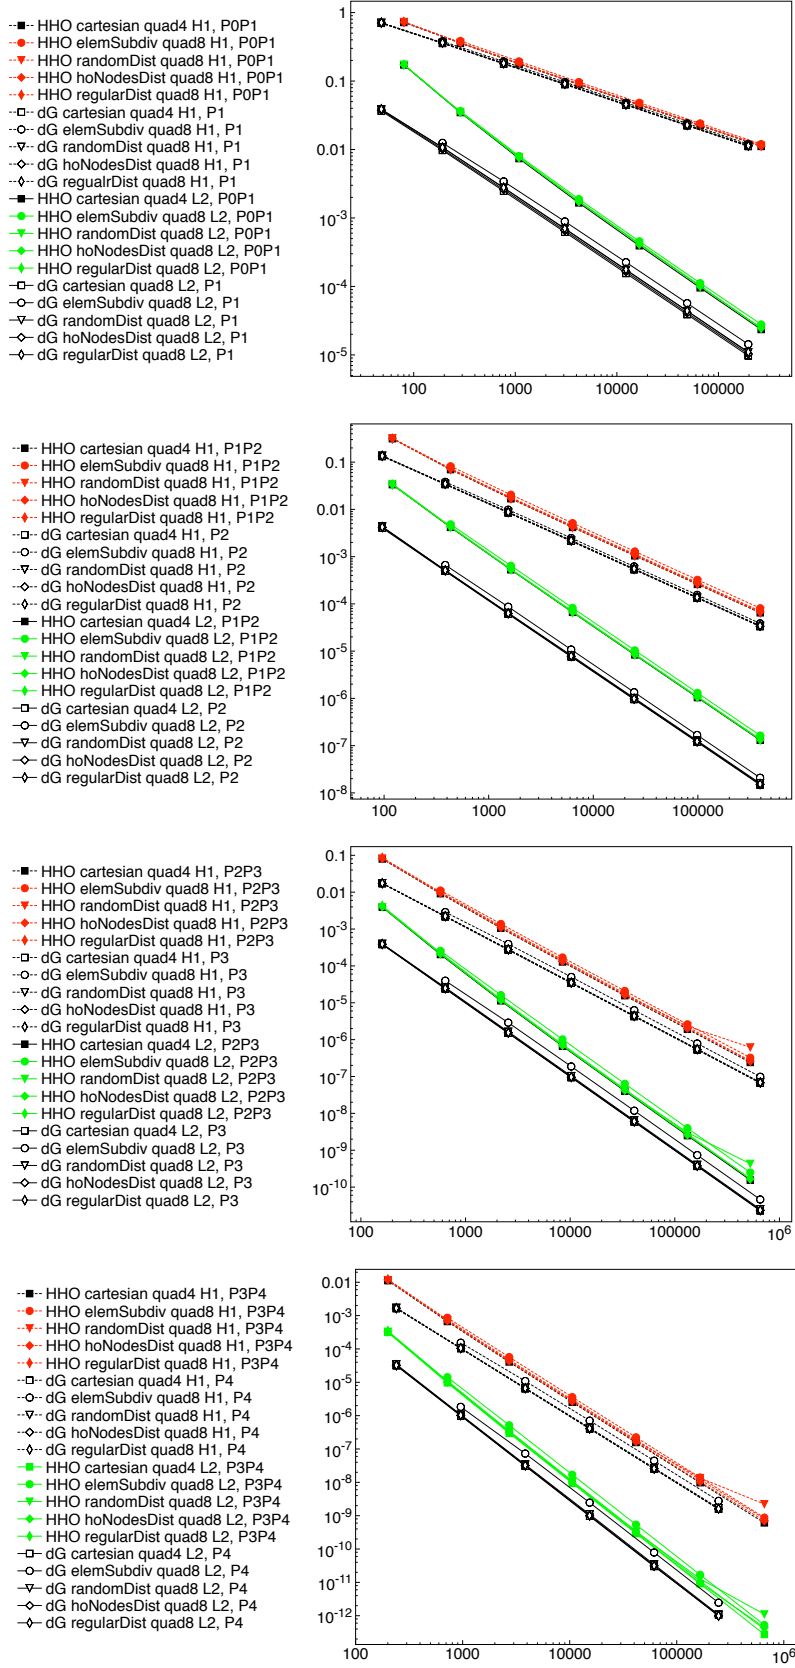 HHO cartesian quad4 H1, P0P1
HHO elemSubdiv quad8 H1, P0P1
HHO randomDist quad8 H1, P0P1
HHO hoNodesDist quad8 H1, P0P1
HHO regularDist quad8 H1, P0P1
dG cartesian quad4 H1, P1
dG elemSubdiv quad8 H1, P1
dG randomDist quad8 H1, P1
dG hoNodesDist quad8 H1, P1
dG regualrDist quad8 H1, P1
HHO cartesian quad4 L2, P0P1
HHO elemSubdiv quad8 L2, P0P1
HHO randomDist quad8 L2, P0P1
HHO hoNodesDist quad8 L2, P0P1
HHO regularDist quad8 L2, P0P1
dG cartesian quad8 L2, P1
dG elemSubdiv quad8 L2, P1
dG randomDist quad8 L2, P1
dG hoNodesDist quad8 L2, P1
dG regularDist quad8 L2, P1
1
0.1
0.01
10-3
10-4
10-5
100 1000 10000 100000
HHO cartesian quad4 H1, P1P2
HHO elemSubdiv quad8 H1, P1P2
HHO randomDist quad8 H1, P1P2
HHO hoNodesDist quad8 H1, P1P2
HHO regularDist quad8 H1, P1P2
dG cartesian quad4 H1, P2
dG elemSubdiv quad8 H1, P2
dG randomDist quad8 H1, P2
dG hoNodesDist quad8 H1, P2
dG regularDist quad8 H1, P2
HHO cartesian quad4 L2, P1P2
HHO elemSubdiv quad8 L2, P1P2
HHO randomDist quad8 L2, P1P2
HHO hoNodesDist quad8 L2, P1P2
HHO regularDist quad8 L2, P1P2
dG cartesian quad4 L2, P2
dG elemSubdiv quad8 L2, P2
dG randomDist quad8 L2, P2
dG hoNodesDist quad8 L2, P2
dG regularDist quad8 L2, P2
0.1
0.01
10-3
10-4
10-5
10-6
10-7
10-8
100 1000 10000 100000
HHO cartesian quad4 H1, P2P3
HHO elemSubdiv quad8 H1, P2P3
HHO randomDist quad8 H1, P2P3
HHO hoNodesDist quad8 H1, P2P3
HHO regularDist quad8 H1, P2P3
dG cartesian quad4 H1, P3
dG elemSubdiv quad8 H1, P3
dG randomDist quad8 H1, P3
dG hoNodesDist quad8 H1, P3
dG regularDist quad8 H1, P3
HHO cartesian quad4 L2, P2P3
HHO elemSubdiv quad8 L2, P2P3
HHO randomDist quad8 L2, P2P3
HHO hoNodesDist quad8 L2, P2P3
HHO regularDist quad8 L2, P2P3
dG cartesian quad4 L2, P3
dG elemSubdiv quad8 L2, P3
dG randomDist quad8 L2, P3
dG hoNodesDist quad8 L2, P3
dG regularDist quad8 L2, P3
0.1
0.01
10-3
10-4
10-5
10-6
10-7
10-8
10-9
10-10
100 1000 10000 100000 106
HHO cartesian quad4 H1, P3P4
HHO elemSubdiv quad8 H1, P3P4
HHO randomDist quad8 H1, P3P4
HHO hoNodesDist quad8 H1, P3P4
HHO regularDist quad8 H1, P3P4
dG cartesian quad4 H1, P4
dG elemSubdiv quad8 H1, P4
dG randomDist quad8 H1, P4
dG hoNodesDist quad8 H1, P4
dG regularDist quad8 H1, P4
HHO cartesian quad4 L2, P3P4
HHO elemSubdiv quad8 L2, P3P4
HHO randomDist quad8 L2, P3P4
HHO hoNodesDist quad8 L2, P3P4
HHO regularDist quad8 L2, P3P4
dG cartesian quad4 L2, P4
dG elemSubdiv quad8 L2, P4
dG randomDist quad8 L2, P4
dG hoNodesDist quad8 L2, P4
dG regularDist quad8 L2, P4
0.01
10-3
10-4
10-5
10-6
10-7
10-8
10-9
10-10
10-11
10-12
100 1000 10000 100000 106